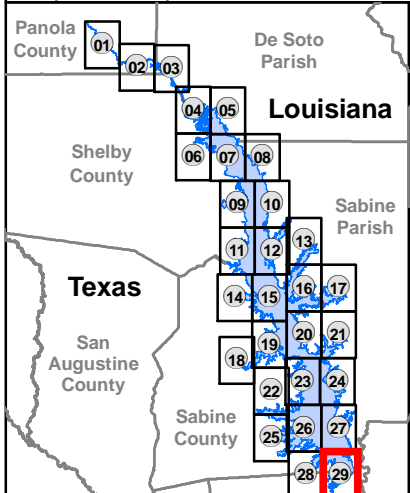 Panola
County
De Soto
Parish
01
02
03
Louisiana
04
05
Shelby
County
06
07
08
Sabine
Parish
09
10
11
12
13
Texas
14
15
16
17
San
Augustine
County
18
19
20
21
Sabine
County
22
23
24
25
26
27
28
29